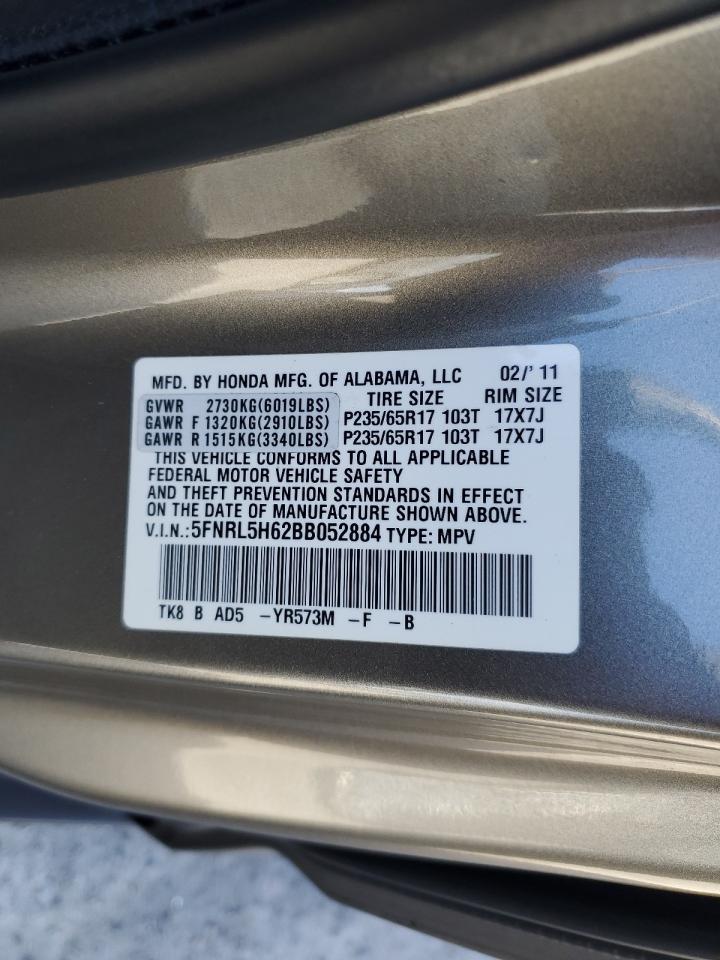 MFD. BY HONDA MFG. OF ALABAMA, LLC 02/' 11
TIRE SIZE RIM SIZE
GVWR 2730KG(6019LBS)
GAWR F 1320KG(2910LBS) P235/65R17 103T 17X7J
GAWR R 1515KG(3340LBS) P235/65R17 103T 17X7J
THIS VEHICLE CONFORMS TO ALL APPLICABLE
FEDERAL MOTOR VEHICLE SAFETY
AND THEFT PREVENTION STANDARDS IN EFFECT
ON THE DATE OF MANUFACTURE SHOWN ABOVE.
V.I.N.:5FNRL5H62BB052884 TYPE: MPV
TK8 B AD5 -YR573M -F -B